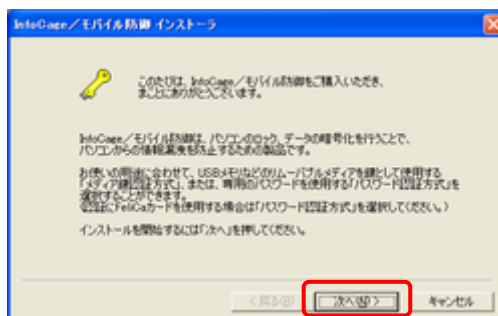 InfoCage／モバイル防御 インストーラ
このたびは、InfoCage／モバイル防御をご購入いただき、
まことにありがとうございます。
InfoCage／モバイル防御は、パソコンのロック、データの暗号化を行うことで、
パソコンからの情報漏洩を防止するための製品です。
お使いの用途に合わせて、USBメモリなどのリムーバブルメディアを鍵として使用する
「メディア鍵認証方式」、または、専用のパスワードを使用する「パスワード認証方式」を
選択することができます。
(認証にFeliCaカードを使用する場合は「パスワード認証方式」を選択してください。)
インストールを開始するには「次へ」を押してください。
< 戻る(B) 次へ(N) > キャンセル